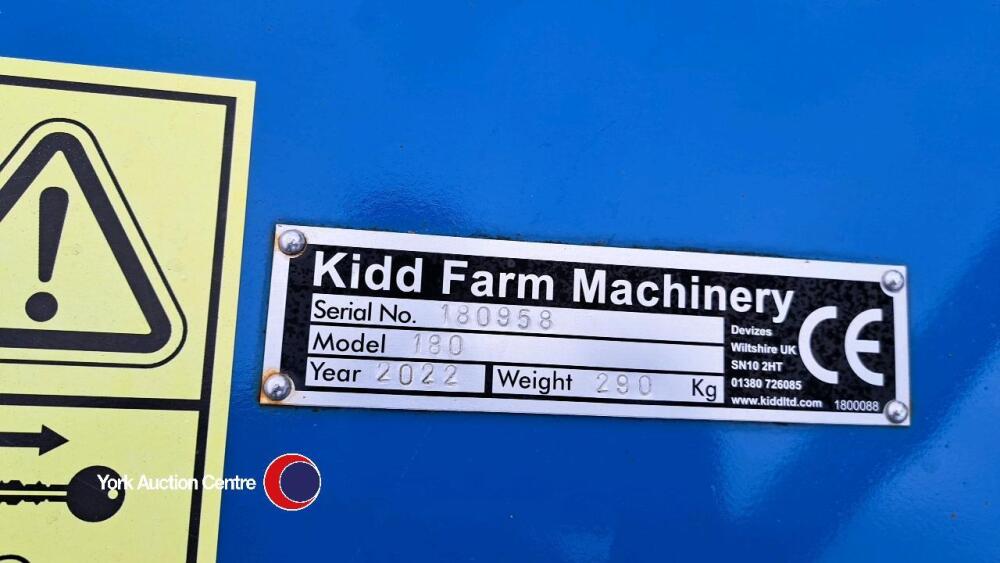 Kidd Farm Machinery
Serial No. 180958
Model 180
Year 2022 Weight 290 Kg
Devizes
Wiltshire UK
SN10 2HT
01380 726085
www.kiddltd.com 1800088
CE
York Auction Centre